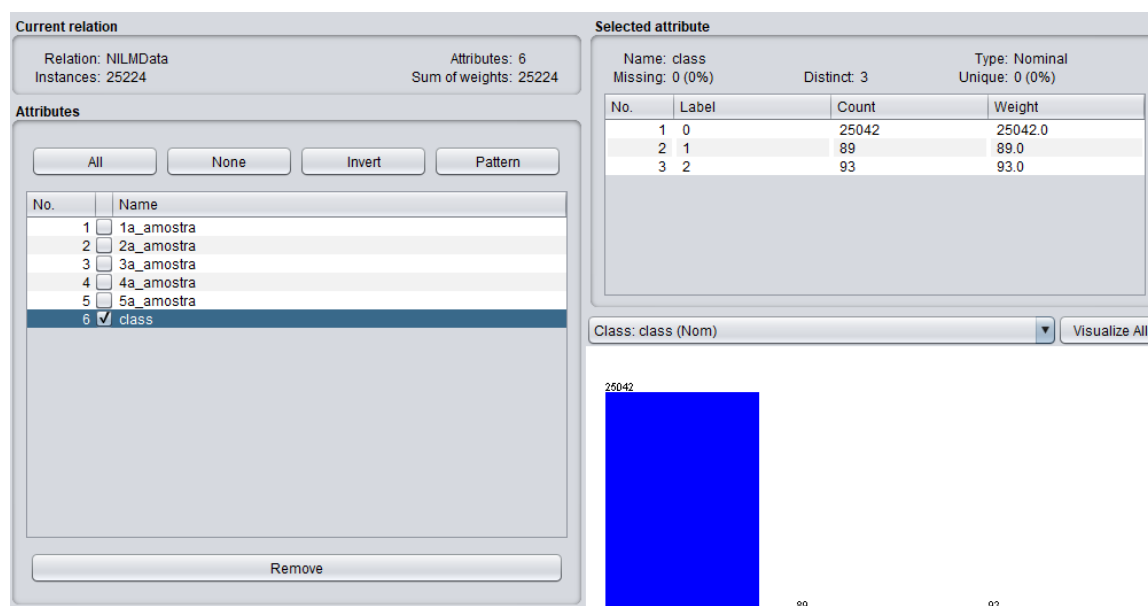 Current relation
Relation: NILMData Attributes: 6
Instances: 25224 Sum of weights: 25224
Attributes
All None Invert Pattern
No. Name
1 1a_amostra
2 2a_amostra
3 3a_amostra
4 4a_amostra
5 5a_amostra
6 class
Remove
Selected attribute
Name: class Type: Nominal
Missing: 0 (0%) Distinct: 3 Unique: 0 (0%)
No. Label Count Weight
1 0 25042 25042.0
2 1 89 89.0
3 2 93 93.0
Class: class (Nom) Visualize All
25042
89 93